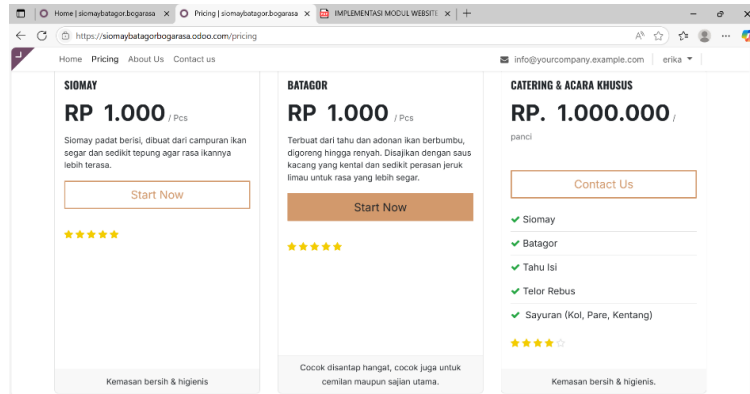 Home | siomaybatagor.bogarasa
Pricing | siomaybatagor.bogarasa
IMPLEMENTASI MODUL WEBSITE
https://siomaybatagorbogarasa.odoo.com/pricing
Home Pricing About Us Contact us
info@yourcompany.example.com
erika
SIOMAY
RP 1.000 / Pcs
Siomay padat berisi, dibuat dari campuran ikan
segar dan sedikit tepung agar rasa ikannya
lebih terasa.
Start Now
Kemasan bersih & higienis
BATAGOR
RP 1.000 / Pcs
Terbuat dari tahu dan adonan ikan berbumbu,
digoreng hingga renyah. Disajikan dengan saus
kacang yang kental dan sedikit perasan jeruk
limau untuk rasa yang lebih segar.
Start Now
Cocok disantap hangat, cocok juga untuk
cemilan maupun sajian utama.
CATERING & ACARA KHUSUS
RP. 1.000.000 /
panci
Contact Us
Siomay
Batagor
Tahu Isi
Telor Rebus
Sayuran (Kol, Pare, Kentang)
Kemasan bersih & higienis.